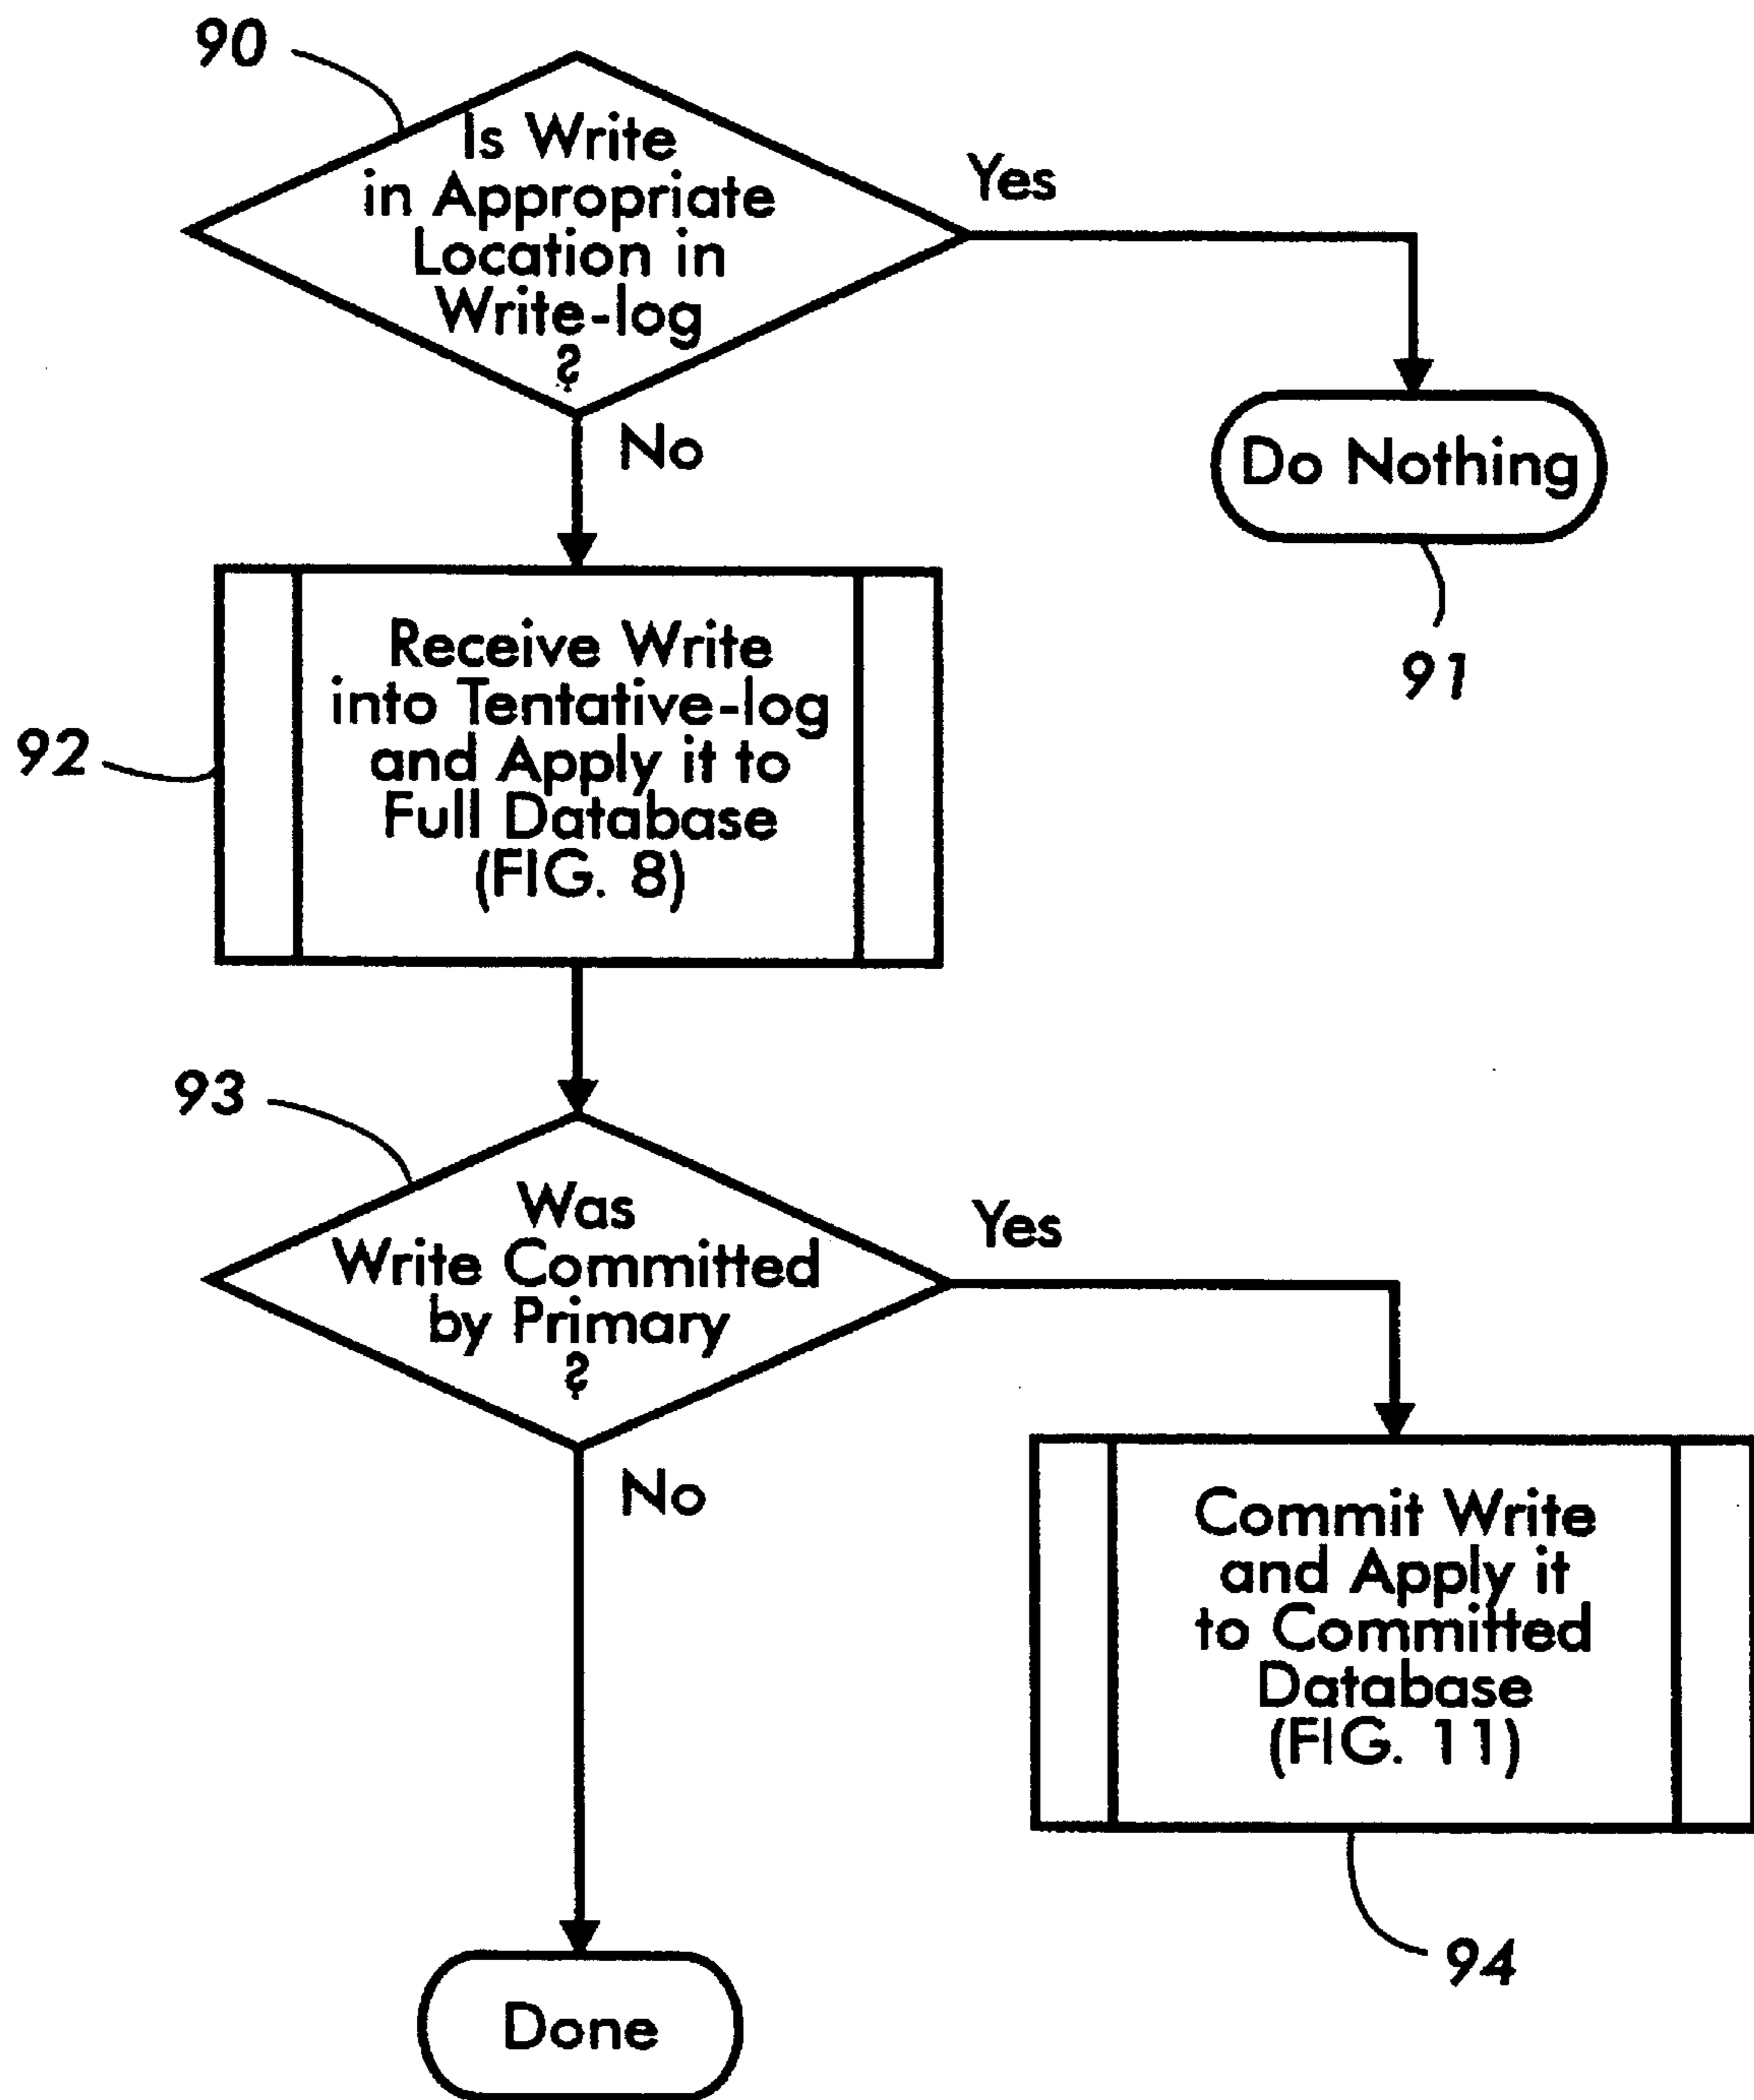 90
Is Write
in Appropriate
Location in
Write-log
?
Yes
No
Do Nothing
91
Receive Write
into Tentative-log
and Apply it to
Full Database
(FIG. 8)
92
93
Was
Write Committed
by Primary
?
Yes
No
Commit Write
and Apply it
to Committed
Database
(FIG. 11)
94
Done